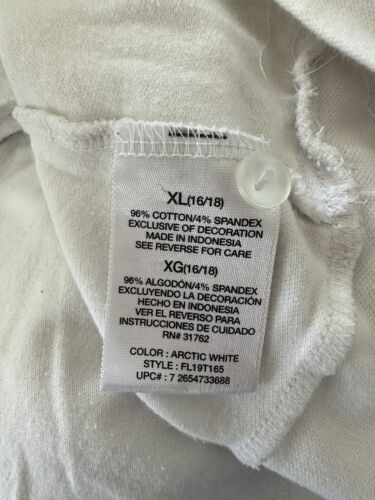 XL(16/18)
96% COTTON/4% SPANDEX
EXCLUSIVE OF DECORATION
MADE IN INDONESIA
SEE REVERSE FOR CARE
XG(16/18)
96% ALGODÓN/4% SPANDEX
EXCLUYENDO LA DECORACIÓN
HECHO EN INDONESIA
VER EL REVERSO PARA
INSTRUCCIONES DE CUIDADO
RN# 31762
COLOR : ARCTIC WHITE
STYLE : FL19T165
UPC# : 7 2654733688